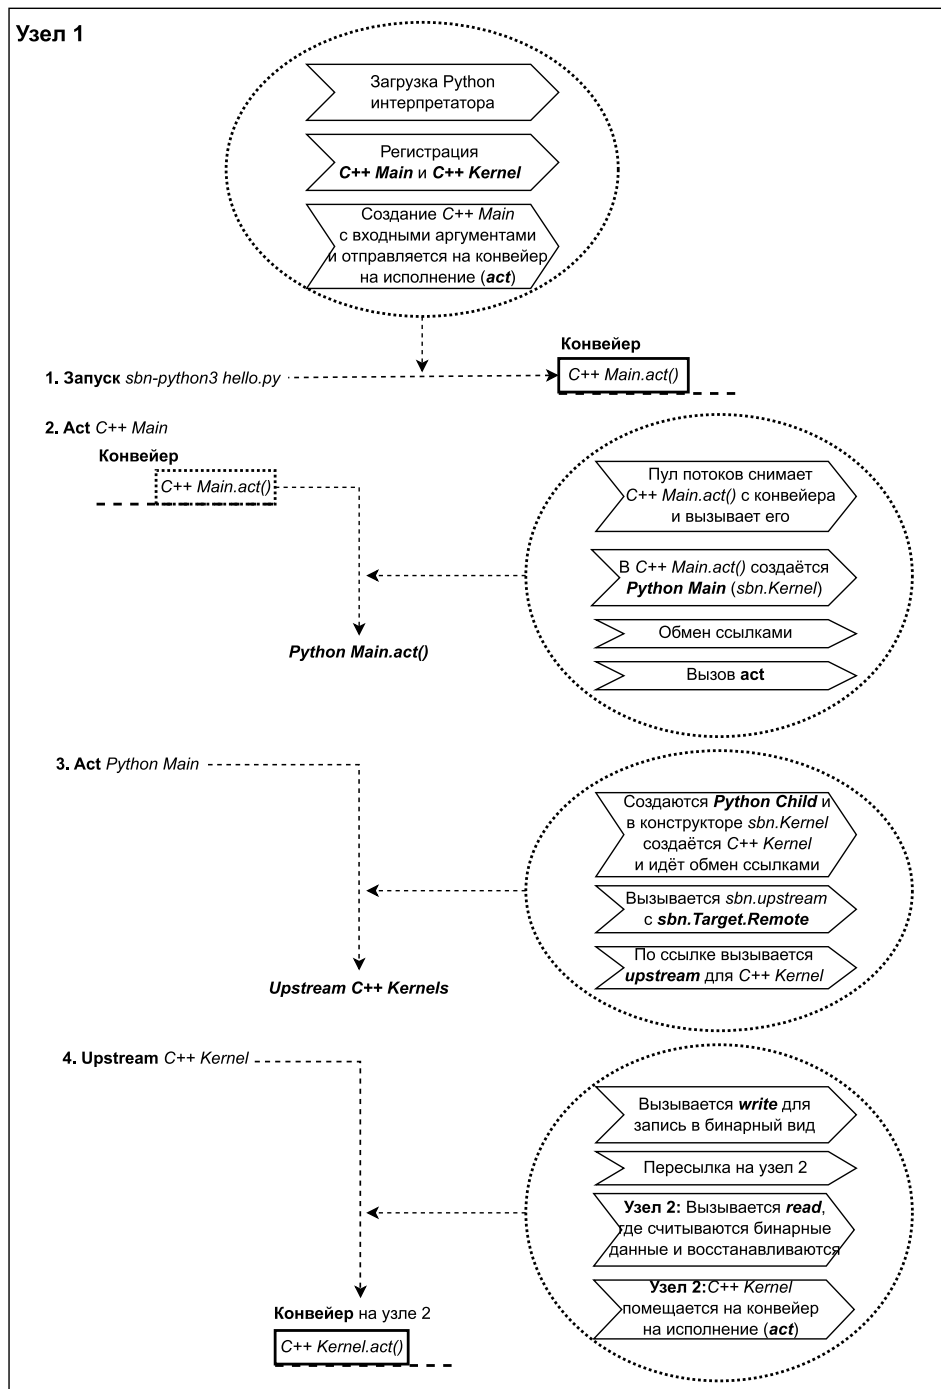 Узел 1
Загрузка Python
интерпретатора
Регистрация
C++ Main и C++ Kernel
Создание C++ Main
с входными аргументами
и отправляется на конвейер
на исполнение (act)
Конвейер
1. Запуск sbn-python3 hello.py
C++ Main.act()
2. Act C++ Main
Конвейер
C++ Main.act()
Пул потоков снимает
C++ Main.act() с конвейера
и вызывает его
В C++ Main.act() создаётся
Python Main (sbn.Kernel)
Обмен ссылками
Вызов act
Python Main.act()
3. Act Python Main
Создаются Python Child и
в конструкторе sbn.Kernel
создаётся C++ Kernel
и идёт обмен ссылками
Вызывается sbn.upstream
с sbn.Target.Remote
По ссылке вызывается
upstream для C++ Kernel
Upstream C++ Kernels
4. Upstream C++ Kernel
Вызывается write для
запись в бинарный вид
Пересылка на узел 2
Узел 2: Вызывается read,
где считываются бинарные
данные и восстанавливаются
Узел 2:C++ Kernel
помещается на конвейер
на исполнение (act)
Конвейер на узле 2
C++ Kernel.act()